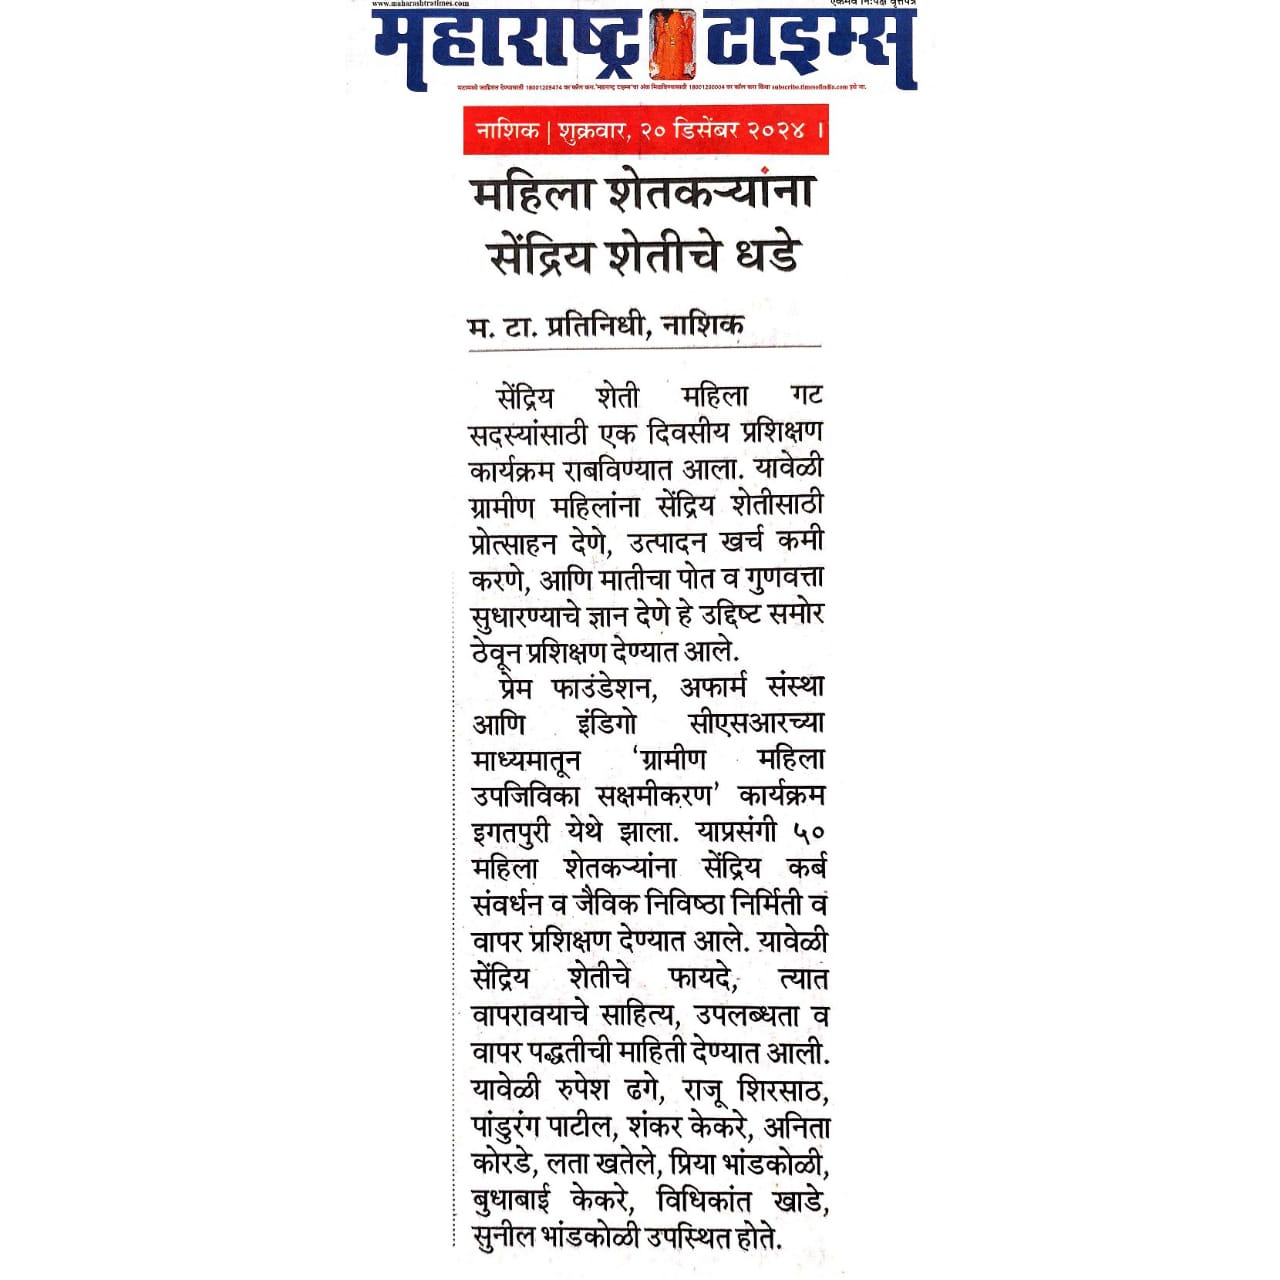 www.maharashtratimes.com
एकमेव नि:पक्ष वृत्तपत्र
महाराष्ट्र टाइम्स
नाशिक | शुक्रवार, २० डिसेंबर २०२४ ।
महिला शेतकऱ्यांना
सेंद्रिय शेतीचे धडे
म. टा. प्रतिनिधी, नाशिक
सेंद्रिय शेती महिला गट
सदस्यांसाठी एक दिवसीय प्रशिक्षण
कार्यक्रम राबविण्यात आला. यावेळी
ग्रामीण महिलांना सेंद्रिय शेतीसाठी
प्रोत्साहन देणे, उत्पादन खर्च कमी
करणे, आणि मातीचा पोत व गुणवत्ता
सुधारण्याचे ज्ञान देणे हे उद्दिष्ट समोर
ठेवून प्रशिक्षण देण्यात आले.
प्रेम फाउंडेशन, अफार्म संस्था
आणि इंडिगो सीएसआरच्या
माध्यमातून ‘ग्रामीण महिला
उपजिविका सक्षमीकरण’ कार्यक्रम
इगतपुरी येथे झाला. याप्रसंगी ५०
महिला शेतकऱ्यांना सेंद्रिय कर्ब
संवर्धन व जैविक निविष्ठा निर्मिती व
वापर प्रशिक्षण देण्यात आले. यावेळी
सेंद्रिय शेतीचे फायदे, त्यात
वापरावयाचे साहित्य, उपलब्धता व
वापर पद्धतीची माहिती देण्यात आली.
यावेळी रुपेश ढगे, राजू शिरसाठ,
पांडुरंग पाटील, शंकर केकरे, अनिता
कोरडे, लता खतेले, प्रिया भांडकोळी,
बुधाबाई केकरे, विधिकांत खाडे,
सुनील भांडकोळी उपस्थित होते.